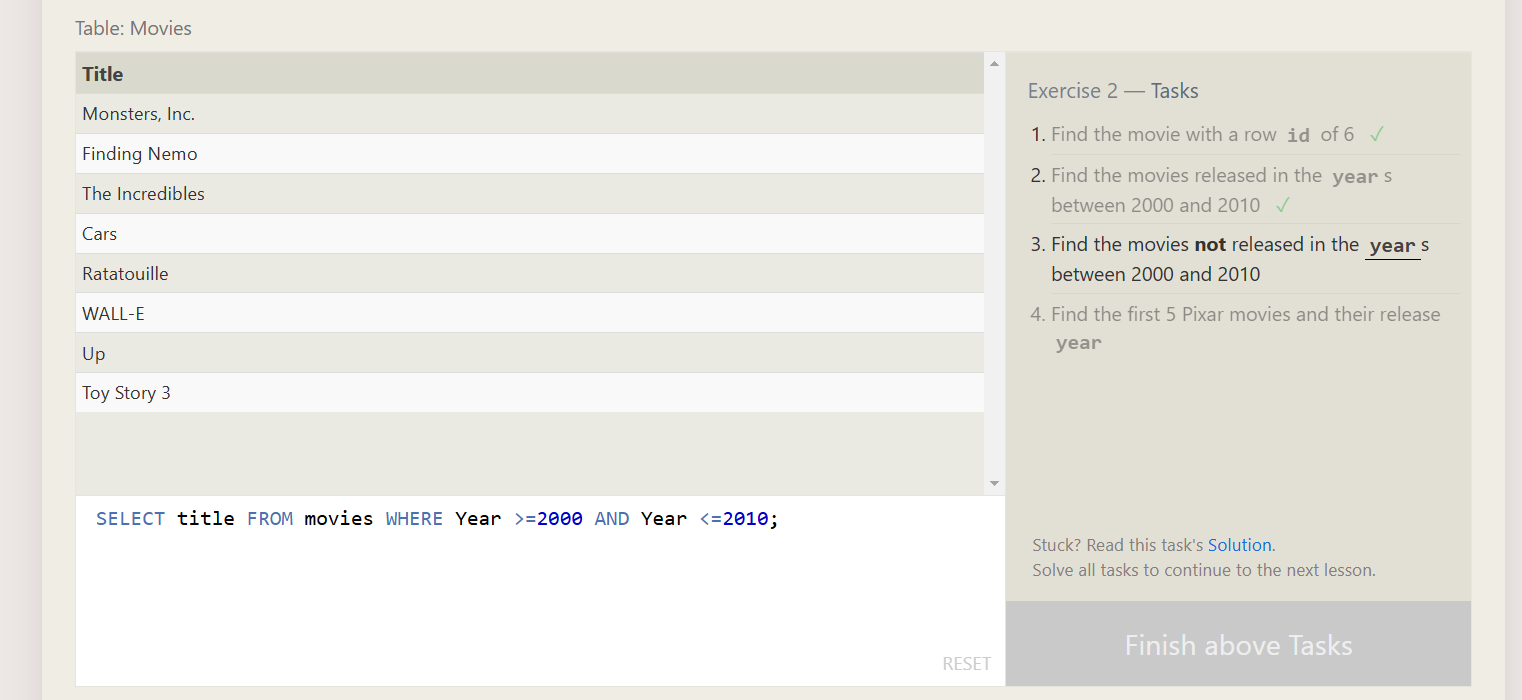 Table: Movies
Title
Monsters, Inc.
Finding Nemo
The Incredibles
Cars
Ratatouille
WALL-E
Up
Toy Story 3
SELECT title FROM movies WHERE Year >=2000 AND Year <=2010;
RESET
Exercise 2 — Tasks
1. Find the movie with a row id of 6 ✓
2. Find the movies released in the year s
between 2000 and 2010 ✓
3. Find the movies not released in the year s
between 2000 and 2010
4. Find the first 5 Pixar movies and their release
year
Stuck? Read this task's Solution.
Solve all tasks to continue to the next lesson.
Finish above Tasks